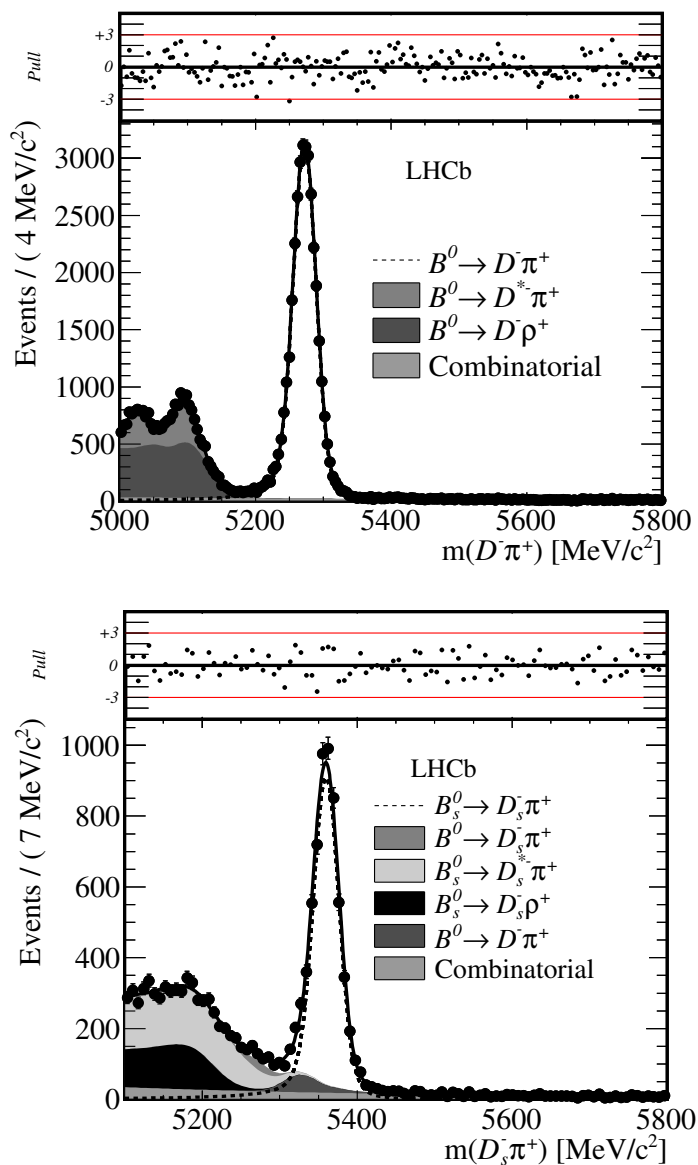 +3
Pull
0
-3
Events / ( 4 MeV/c²)
3000
2500
2000
1500
1000
500
0
LHCb
B⁰→ D⁻π⁺
B⁰→ D*⁻π⁺
B⁰→ D⁻ρ⁺
Combinatorial
5000 5200 5400 5600 5800
m(D⁻π⁺) [MeV/c²]
+3
Pull
0
-3
Events / ( 7 MeV/c²)
1000
800
600
400
200
0
LHCb
B⁰ₛ→ D⁻ₛπ⁺
B⁰→ D⁻ₛπ⁺
B⁰ₛ→ D*⁻ₛπ⁺
B⁰ₛ→ D⁻ₛρ⁺
B⁰→ D⁻π⁺
Combinatorial
5200 5400 5600 5800
m(D⁻ₛπ⁺) [MeV/c²]